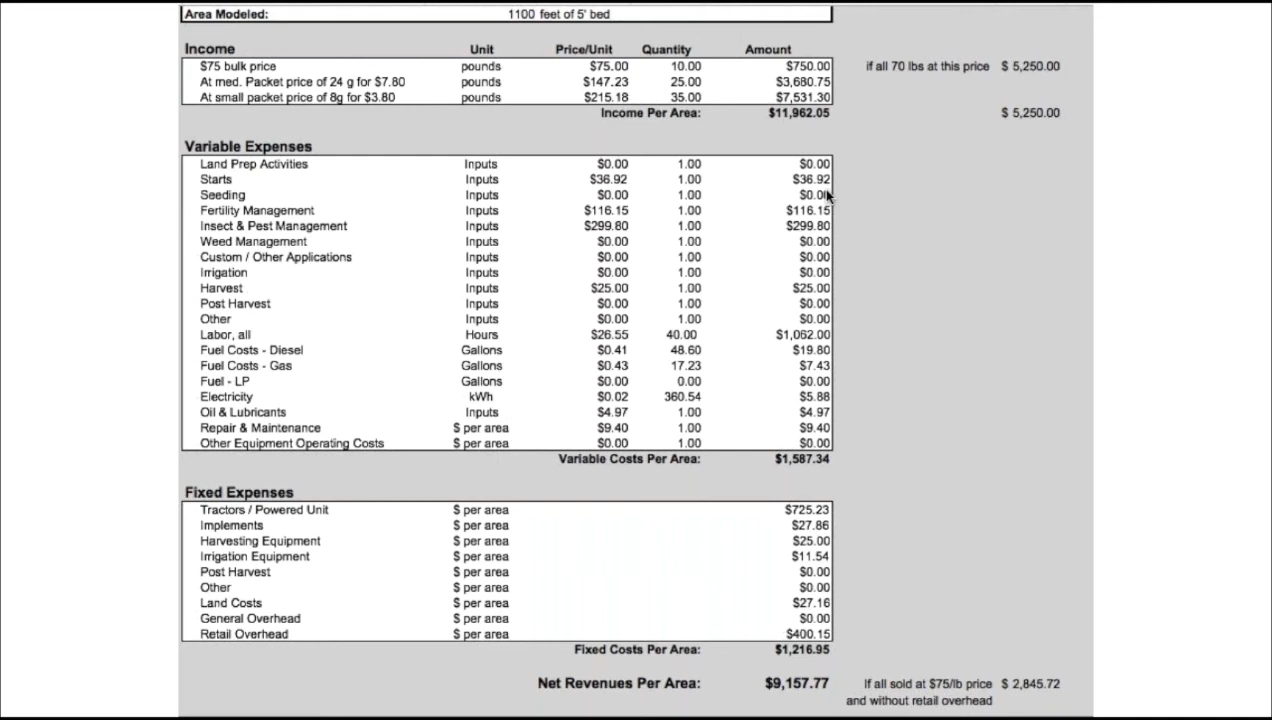 Area Modeled: 1100 feet of 5' bed
Income Unit Price/Unit Quantity Amount
$75 bulk price pounds $75.00 10.00 $750.00 if all 70 lbs at this price $ 5,250.00
At med. Packet price of 24 g for $7.80 pounds $147.23 25.00 $3,680.75
At small packet price of 8g for $3.80 pounds $215.18 35.00 $7,531.30
Income Per Area: $11,962.05 $ 5,250.00
Variable Expenses
Land Prep Activities Inputs $0.00 1.00 $0.00
Starts Inputs $36.92 1.00 $36.92
Seeding Inputs $0.00 1.00 $0.00
Fertility Management Inputs $116.15 1.00 $116.15
Insect & Pest Management Inputs $299.80 1.00 $299.80
Weed Management Inputs $0.00 1.00 $0.00
Custom / Other Applications Inputs $0.00 1.00 $0.00
Irrigation Inputs $0.00 1.00 $0.00
Harvest Inputs $25.00 1.00 $25.00
Post Harvest Inputs $0.00 1.00 $0.00
Other Inputs $0.00 1.00 $0.00
Labor, all Hours $26.55 40.00 $1,062.00
Fuel Costs - Diesel Gallons $0.41 48.60 $19.80
Fuel Costs - Gas Gallons $0.43 17.23 $7.43
Fuel - LP Gallons $0.00 0.00 $0.00
Electricity kWh $0.02 360.54 $5.88
Oil & Lubricants Inputs $4.97 1.00 $4.97
Repair & Maintenance $ per area $9.40 1.00 $9.40
Other Equipment Operating Costs $ per area $0.00 1.00 $0.00
Variable Costs Per Area: $1,587.34
Fixed Expenses
Tractors / Powered Unit $ per area $725.23
Implements $ per area $27.86
Harvesting Equipment $ per area $25.00
Irrigation Equipment $ per area $11.54
Post Harvest $ per area $0.00
Other $ per area $0.00
Land Costs $ per area $27.16
General Overhead $ per area $0.00
Retail Overhead $ per area $400.15
Fixed Costs Per Area: $1,216.95
Net Revenues Per Area: $9,157.77 If all sold at $75/lb price $ 2,845.72
and without retail overhead